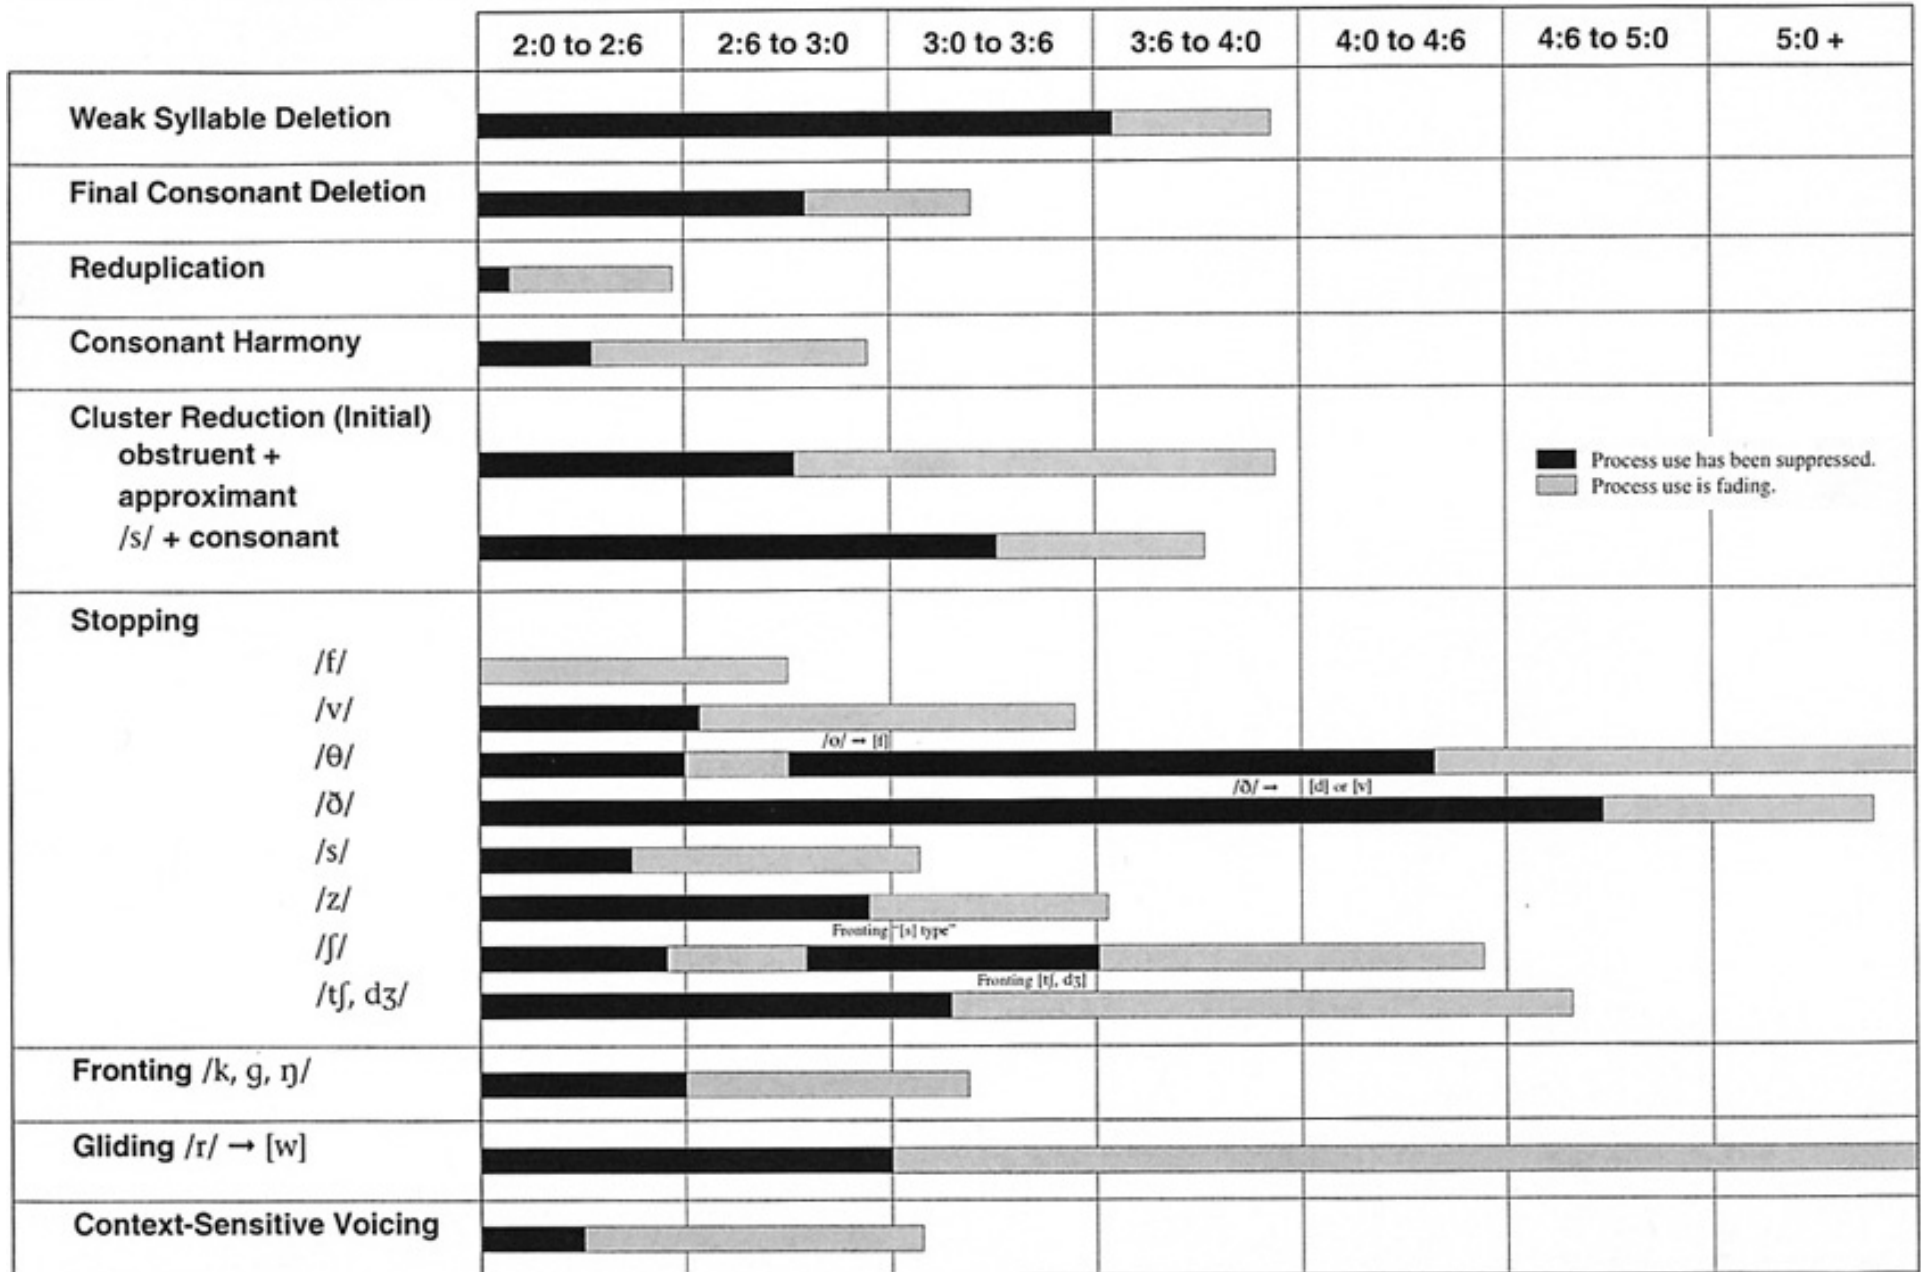 2:0 to 2:6 2:6 to 3:0 3:0 to 3:6 3:6 to 4:0 4:0 to 4:6 4:6 to 5:0 5:0 +
Weak Syllable Deletion
Final Consonant Deletion
Reduplication
Consonant Harmony
Cluster Reduction (Initial)
obstruent +
approximant
/s/ + consonant
Process use has been suppressed.
Process use is fading.
Stopping
/f/
/v/
/θ/ → [f]
/θ/
/ð/ → [d] or [v]
/ð/
/s/
/z/
Fronting "[s] type"
/ʃ/
Fronting [tʃ, dʒ]
/tʃ, dʒ/
Fronting /k, g, ŋ/
Gliding /r/ → [w]
Context-Sensitive Voicing